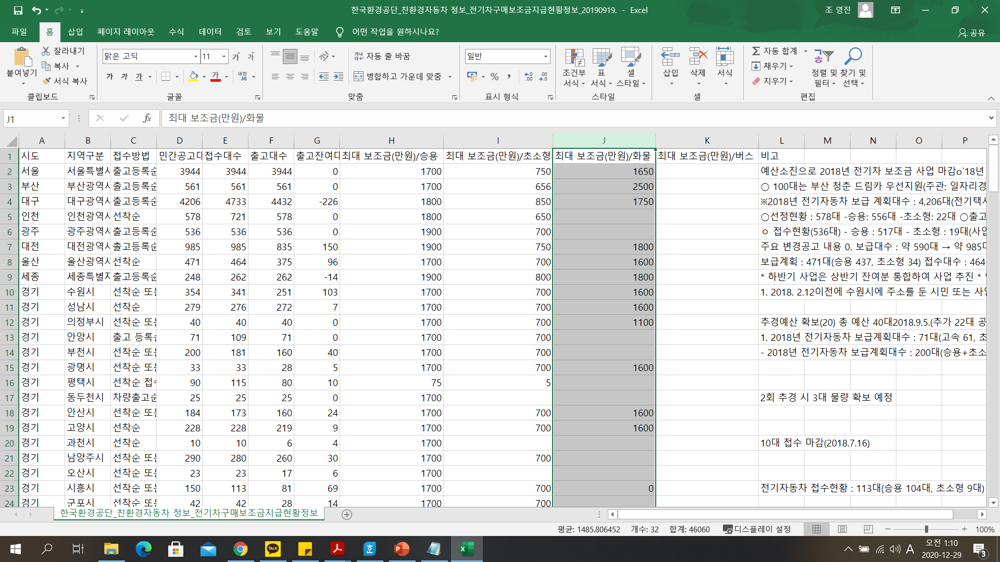 한국환경공단_친환경자동차 정보_전기차구매보조금지급현황정보_20190919. - Excel
조 영진
파일 홈 삽입 페이지 레이아웃 수식 데이터 검토 보기 도움말 어떤 작업을 원하시나요? 공유
붙여넣기 잘라내기 복사 서식 복사 클립보드
맑은 고딕 11 가 가 가 가 가 가 내천 글꼴
자동 줄 바꿈 병합하고 가운데 맞춤 맞춤
일반 % 표시 형식
조건부 서식 표 서식 셀 스타일 스타일
삽입 삭제 서식 셀
자동 합계 채우기 지우기 정렬 및 필터 찾기 및 선택 편집
J1 fx 최대 보조금(만원)/화물
A B C D E F G H I J K L M N O P
1 시도 지역구분 접수방법 민간공고대 접수대수 출고대수 출고잔여대 최대 보조금(만원)/승용 최대 보조금(만원)/초소형 최대 보조금(만원)/화물 최대 보조금(만원)/버스 비고
2 서울 서울특별시 출고등록순 3944 3944 3944 0 1700 750 1650 예산소진으로 2018년 전기차 보조금 사업 마감o`18년
3 부산 부산광역시 출고등록순 561 561 561 0 1700 656 2500 ○ 100대는 부산 청춘 드림카 우선지원(주관: 일자리경
4 대구 대구광역시 출고등록순 4206 4733 4432 -226 1800 850 1750 ※2018년 전기자동차 보급 계획대수 : 4,206대(전기택시
5 인천 인천광역시 선착순 578 721 578 0 1800 650 ○선정현황 : 578대 -승용: 556대 -초소형: 22대 ○출고
6 광주 광주광역시 출고등록순 536 536 536 0 1900 700 ㅇ 접수현황(536대) - 승용 : 517대 - 초소형 : 19대(사업
7 대전 대전광역시 출고등록순 985 985 835 150 1900 750 1800 주요 변경공고 내용 0. 보급대수 : 약 590대 → 약 985대
8 울산 울산광역시 선착순 471 464 375 96 1700 700 1600 보급계획 : 471대(승용 437, 초소형 34) 접수대수 : 464
9 세종 세종특별자 출고등록순 248 262 262 -14 1900 800 1800 * 하반기 사업은 상반기 잔여분 통합하여 사업 추진 *
10 경기 수원시 선착순 또는 354 341 251 103 1700 700 1600 1. 2018. 2.12이전에 수원시에 주소를 둔 시민 또는 사업
11 경기 성남시 선착순 279 276 272 7 1700 700 1600
12 경기 의정부시 선착순 또는 40 40 40 0 1700 700 1100 추경예산 확보(20) 총 예산 40대2018.9.5.(추가 22대 공
13 경기 안양시 출고 등록순 71 109 71 0 1700 700 1. 2018년 전기자동차 보급계획대수 : 71대(고속 61, 초
14 경기 부천시 선착순 또는 200 181 160 40 1700 700 - 2018년 전기자동차 보급계획대수 : 200대(승용+초소
15 경기 광명시 선착순 또는 33 33 28 5 1700 700 1600
16 경기 평택시 선착순 접수 90 115 80 10 75 5
17 경기 동두천시 차량출고순 25 25 25 0 1700 2회 추경 시 3대 물량 확보 예정
18 경기 안산시 선착순 또는 184 173 160 24 1700 700 1600
19 경기 고양시 선착순 228 228 219 9 1700 700 1600
20 경기 과천시 선착순 10 10 6 4 1700 10대 접수 마감(2018.7.16)
21 경기 남양주시 선착순 또는 290 280 260 30 1700 700
22 경기 오산시 선착순 또는 23 23 17 6 1700
23 경기 시흥시 선착순 또는 150 113 81 69 1700 700 0 전기자동차 접수현황 : 113대(승용 104대, 초소형 9대)
24 경기 군포시 선착순 또는 42 42 28 14 1700 700
한국환경공단_친환경자동차 정보_전기차구매보조금지급현황정보
평균: 1485.806452 개수: 32 합계: 46060 디스플레이 설정 100%
TALK A 오전 1:10
2020-12-29 3